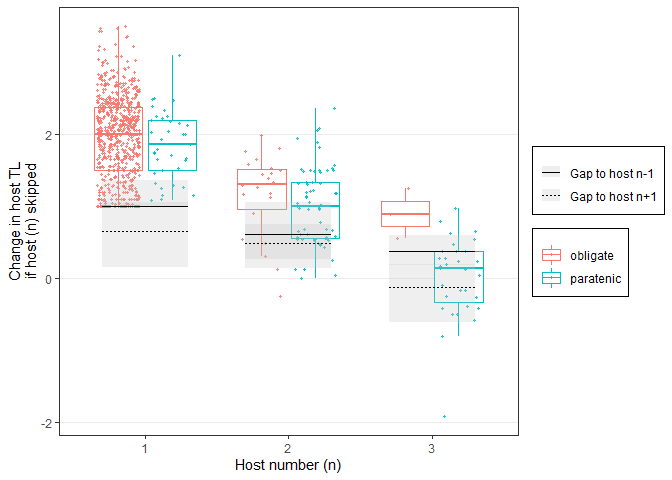 Change in host TL
if host (n) skipped
2
0
-2
1
2
3
Host number (n)
Gap to host n-1
Gap to host n+1
obligate
paratenic